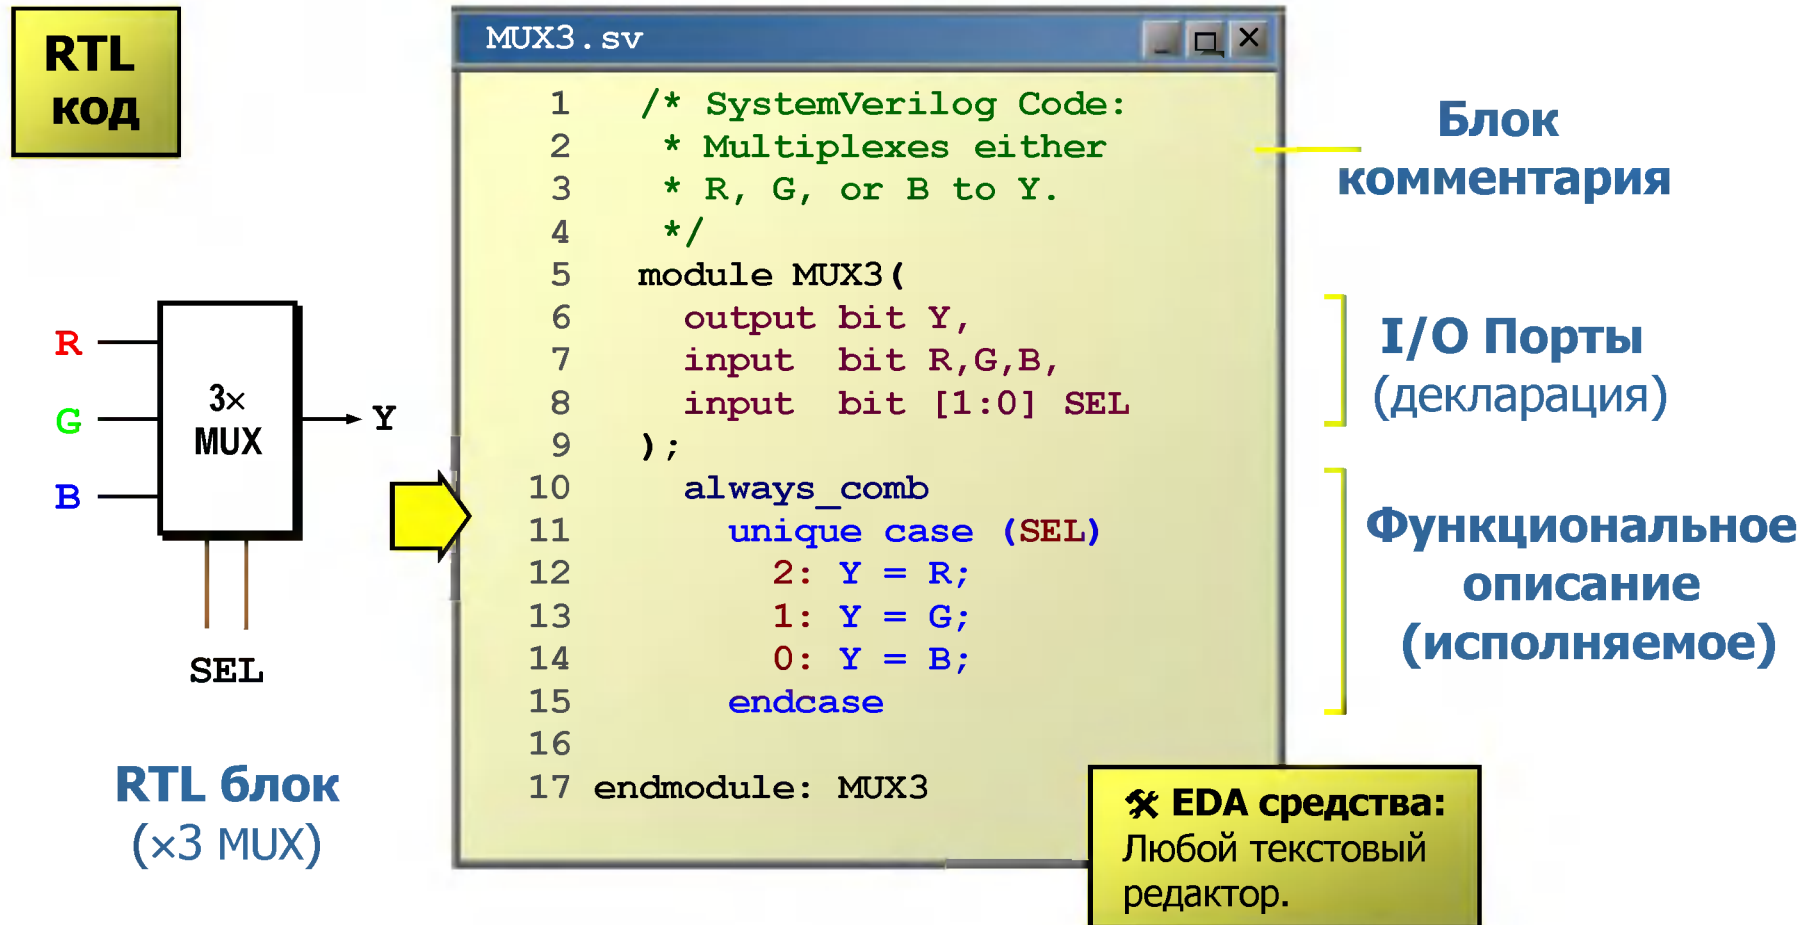 RTL
код
MUX3.sv
1 /* SystemVerilog Code:
2 * Multiplexes either
3 * R, G, or B to Y.
4 */
5 module MUX3(
6 output bit Y,
7 input bit R,G,B,
8 input bit [1:0] SEL
9 );
10 always_comb
11 unique case (SEL)
12 2: Y = R;
13 1: Y = G;
14 0: Y = B;
15 endcase
16
17 endmodule: MUX3
Блок
комментария
I/O Порты
(декларация)
Функциональное
описание
(исполняемое)
R
G
B
3×
MUX
Y
SEL
RTL блок
(×3 MUX)
🛠 EDA средства:
Любой текстовый
редактор.